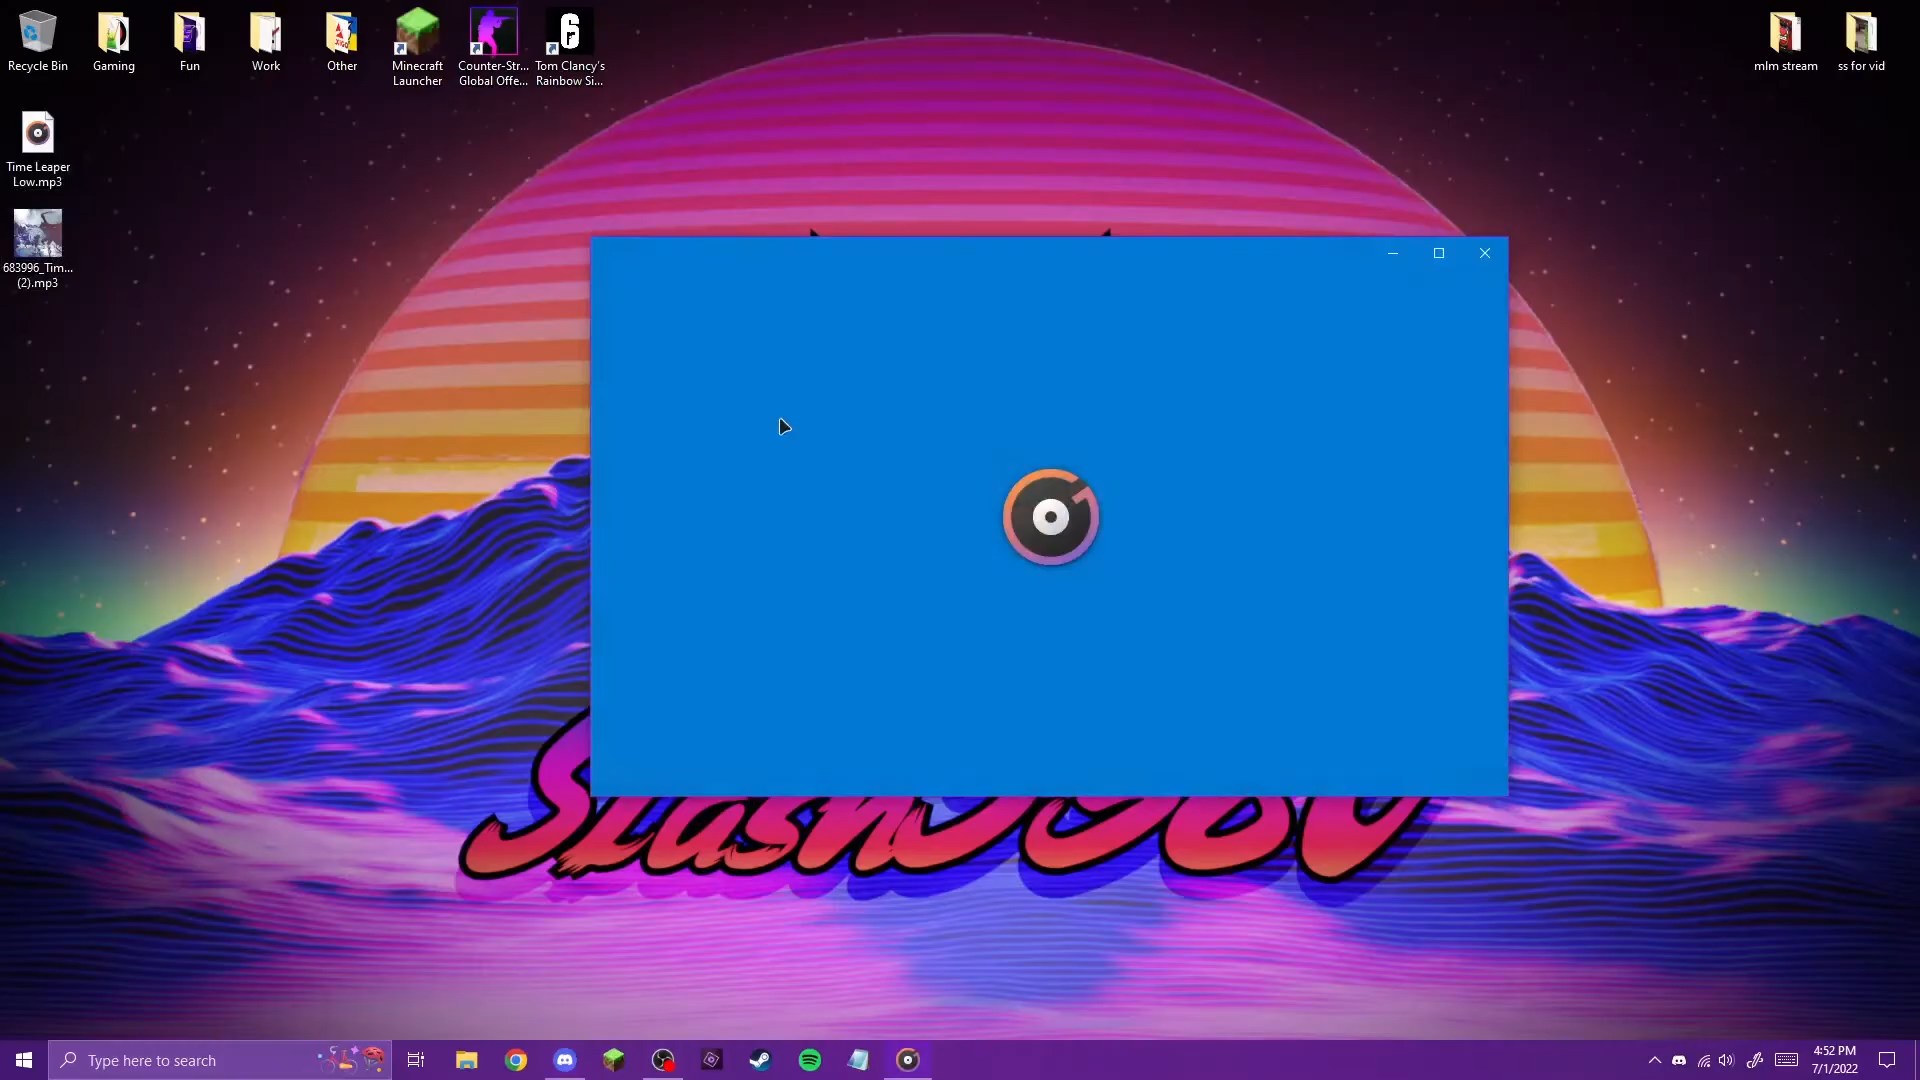 Recycle Bin
Gaming
Fun
Work
Other
Minecraft
Launcher
Counter-Str...
Global Offe...
Tom Clancy's
Rainbow Si...
mlm stream
ss for vid
Time Leaper
Low.mp3
683996_Tim...
(2).mp3
Type here to search
4:52 PM
7/1/2022